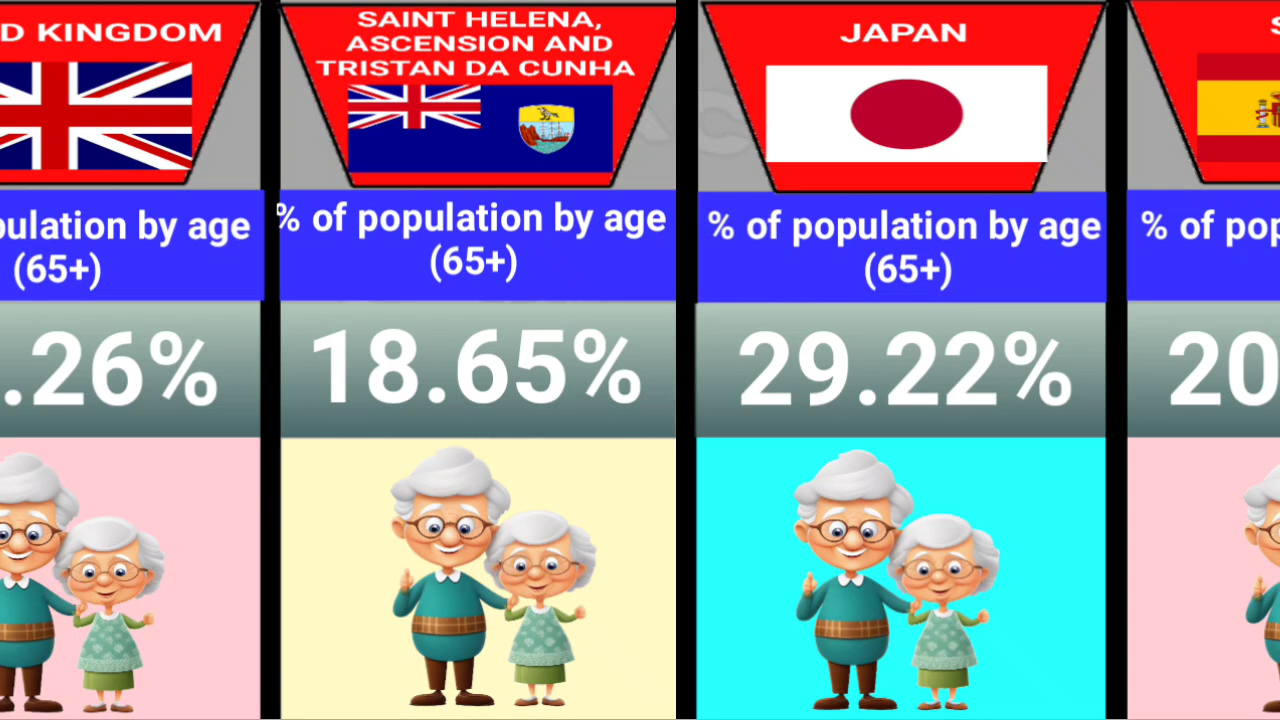 D KINGDOM
pulation by age
(65+)
.26%
SAINT HELENA,
ASCENSION AND
TRISTAN DA CUNHA
% of population by age
(65+)
18.65%
JAPAN
% of population by age
(65+)
29.22%
S
% of pop
20